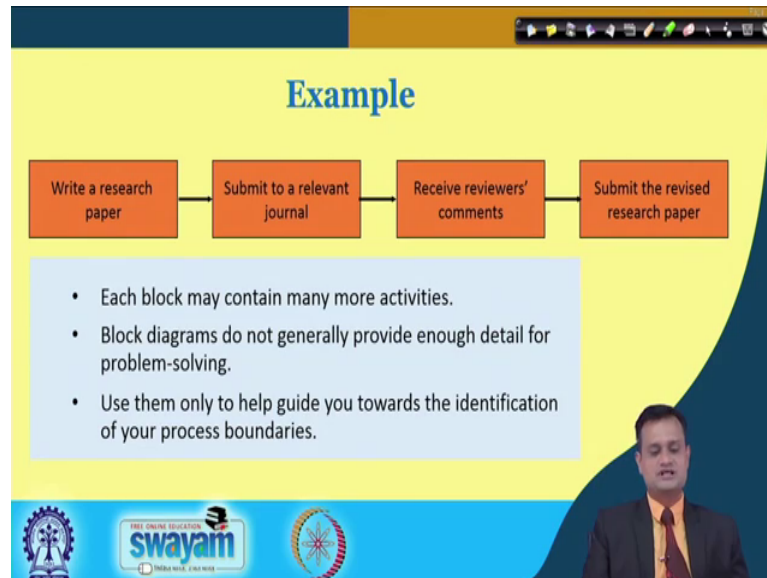 Example
Write a research
paper
Submit to a relevant
journal
Receive reviewers'
comments
Submit the revised
research paper
• Each block may contain many more activities.
• Block diagrams do not generally provide enough detail for
problem-solving.
• Use them only to help guide you towards the identification
of your process boundaries.
FREE ONLINE EDUCATION
swayam